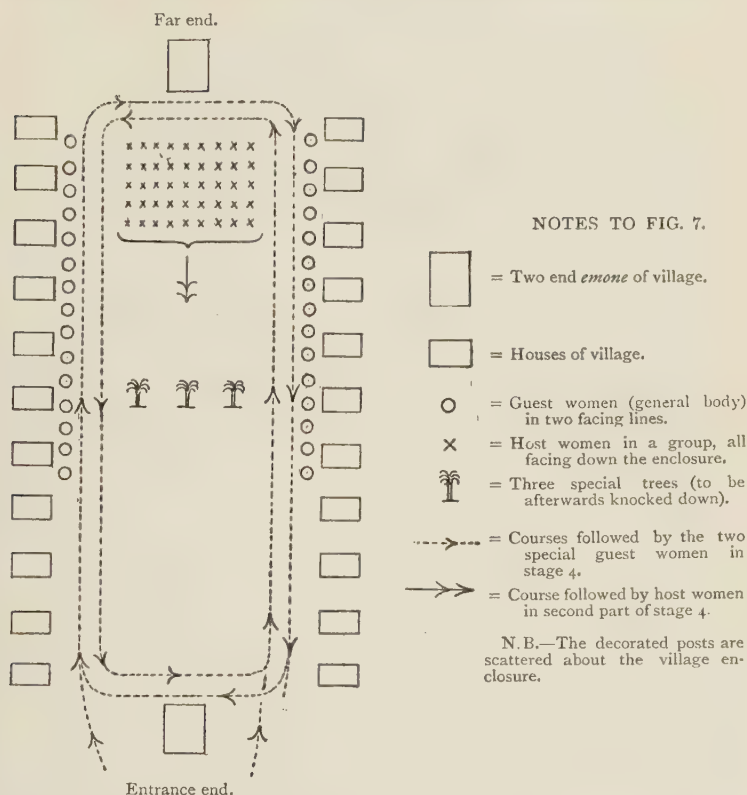 Far end.
NOTES TO FIG. 7.
= Two end emone of village.
= Houses of village.
= Guest women (general body)
in two facing lines.
= Host women in a group, all
facing down the enclosure.
= Three special trees (to be
afterwards knocked down).
= Courses followed by the two
special guest women in
stage 4.
= Course followed by host women
in second part of stage 4.
N.B.—The decorated posts are
scattered about the village en-
closure.
Entrance end.